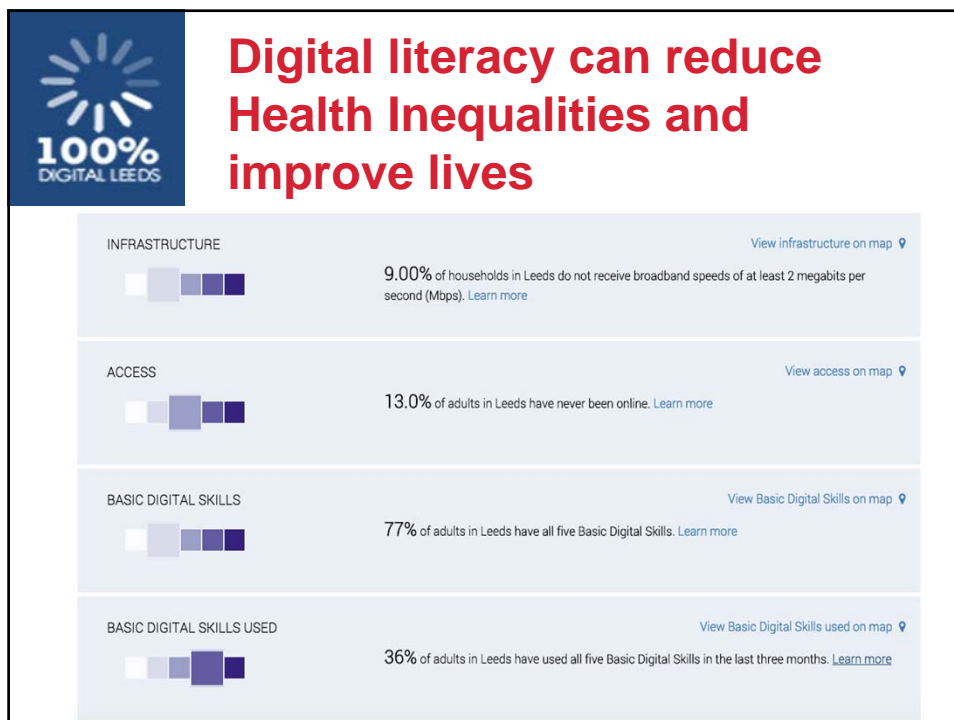 100%
DIGITAL LEEDS
Digital literacy can reduce
Health Inequalities and
improve lives
INFRASTRUCTURE
View infrastructure on map
9.00% of households in Leeds do not receive broadband speeds of at least 2 megabits per
second (Mbps). Learn more
ACCESS
View access on map
13.0% of adults in Leeds have never been online. Learn more
BASIC DIGITAL SKILLS
View Basic Digital Skills on map
77% of adults in Leeds have all five Basic Digital Skills. Learn more
BASIC DIGITAL SKILLS USED
View Basic Digital Skills used on map
36% of adults in Leeds have used all five Basic Digital Skills in the last three months. Learn more